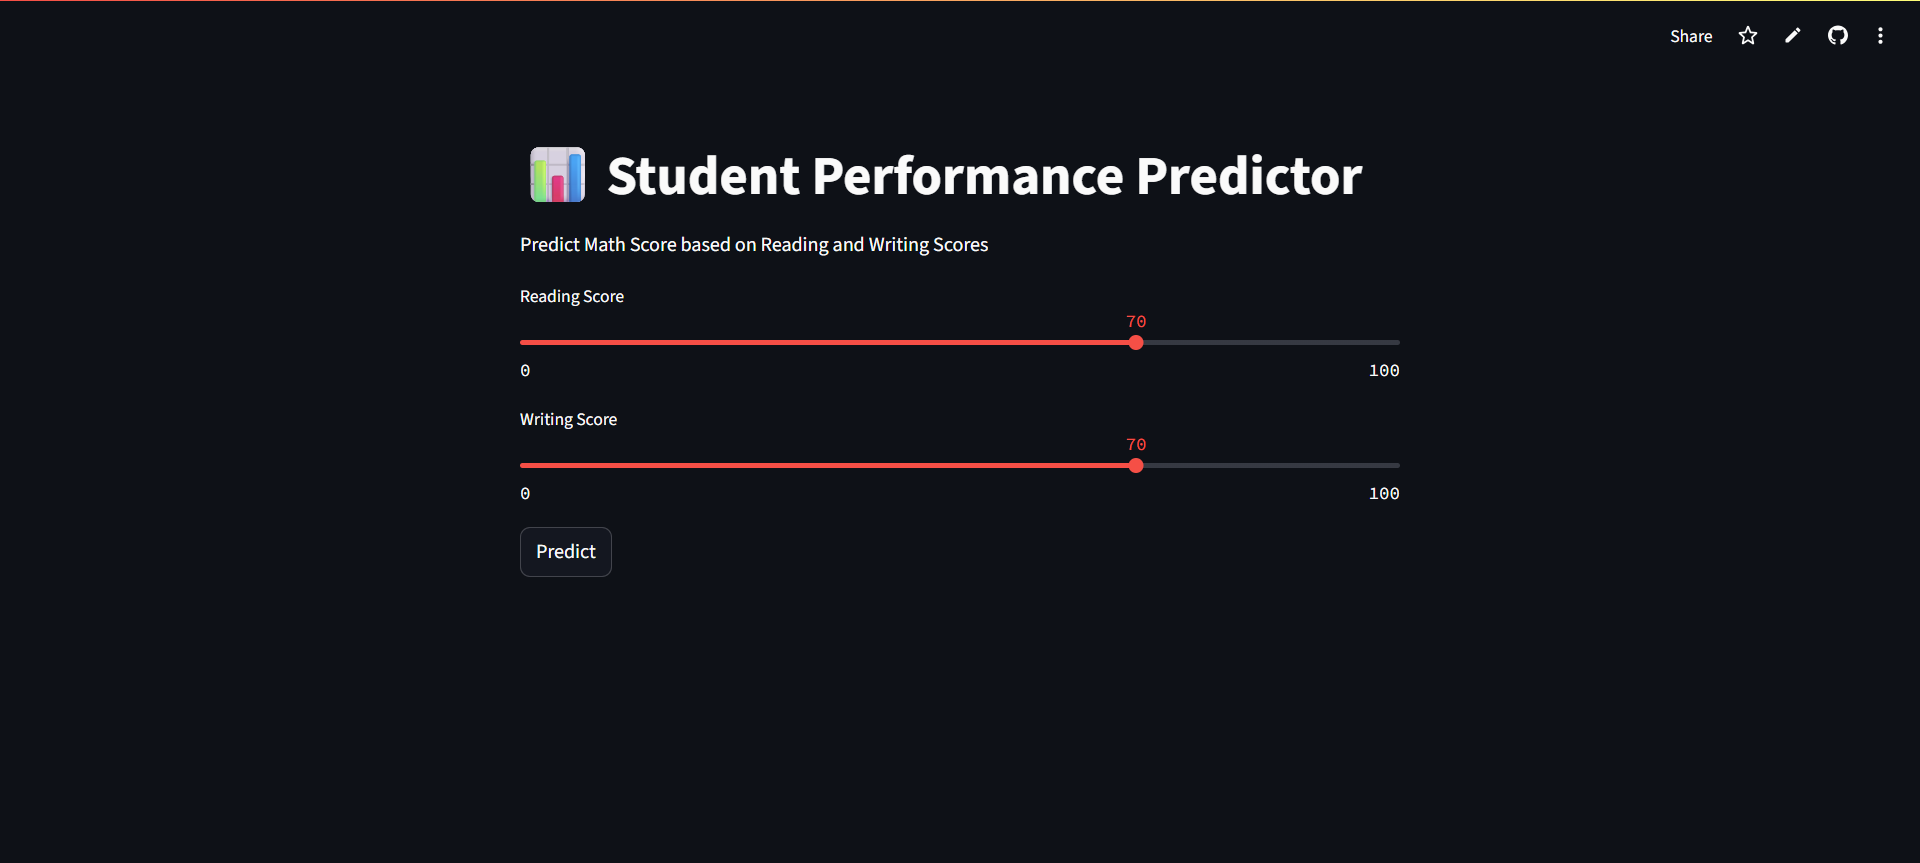 Share
Student Performance Predictor
Predict Math Score based on Reading and Writing Scores
Reading Score
70
0 100
Writing Score
70
0 100
Predict